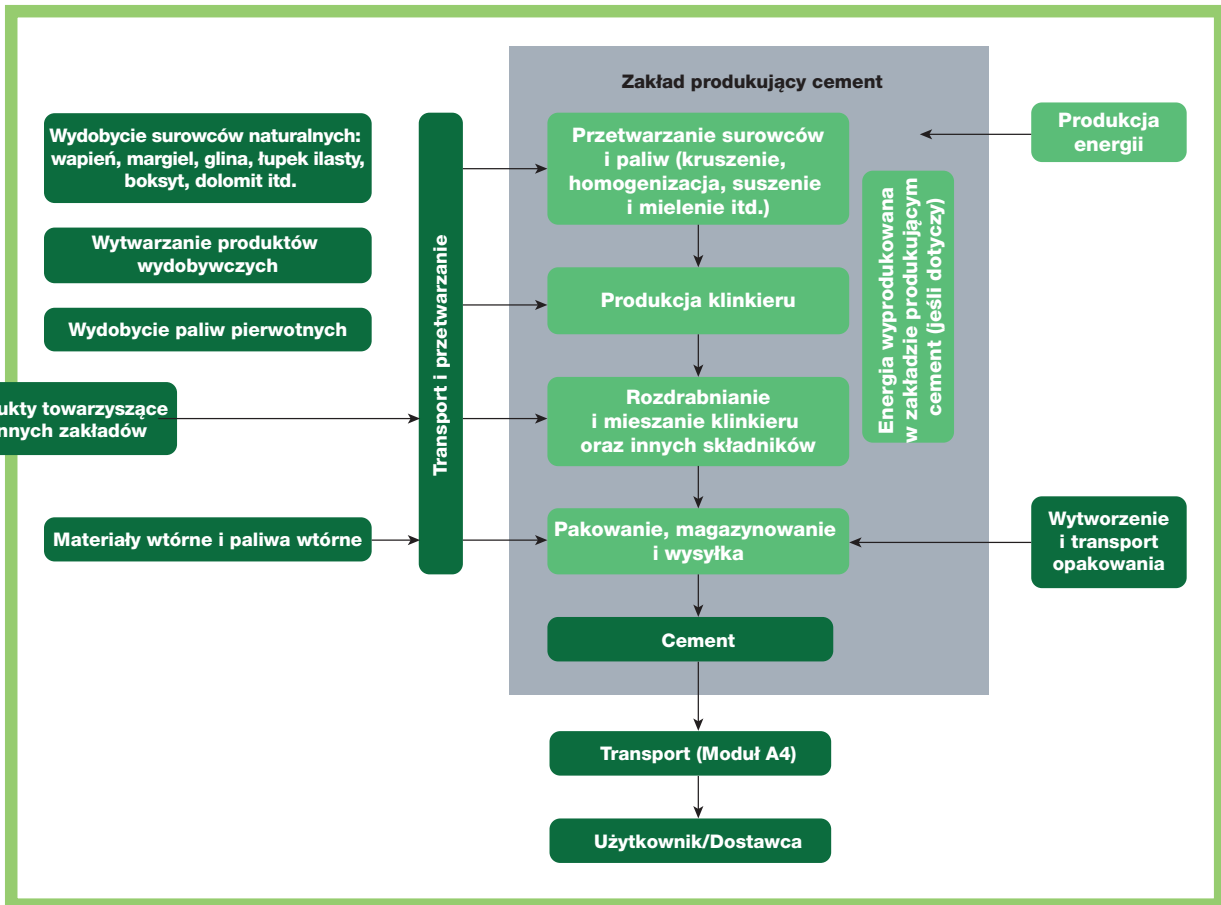 Zakład produkujący cement
Wydobycie surowców naturalnych:
wapień, margiel, glina, łupek ilasty,
boksyt, dolomit itd.
Wytwarzanie produktów
wydobywczych
Wydobycie paliw pierwotnych
towarzyszące
zakładów
Materiały wtórne i paliwa wtórne
Transport i przetwarzanie
Przetwarzanie surowców
i paliw (kruszenie,
homogenizacja, suszenie
i mielenie itd.)
Produkcja klinkieru
Rozdrabnianie
i mieszanie klinkieru
oraz innych składników
Pakowanie, magazynowanie
i wysyłka
Cement
Transport (Moduł A4)
Użytkownik/Dostawca
Energia wyprodukowana
w zakładzie produkującym
cement (jeśli dotyczy)
Produkcja
energii
Wytworzenie
i transport
opakowania